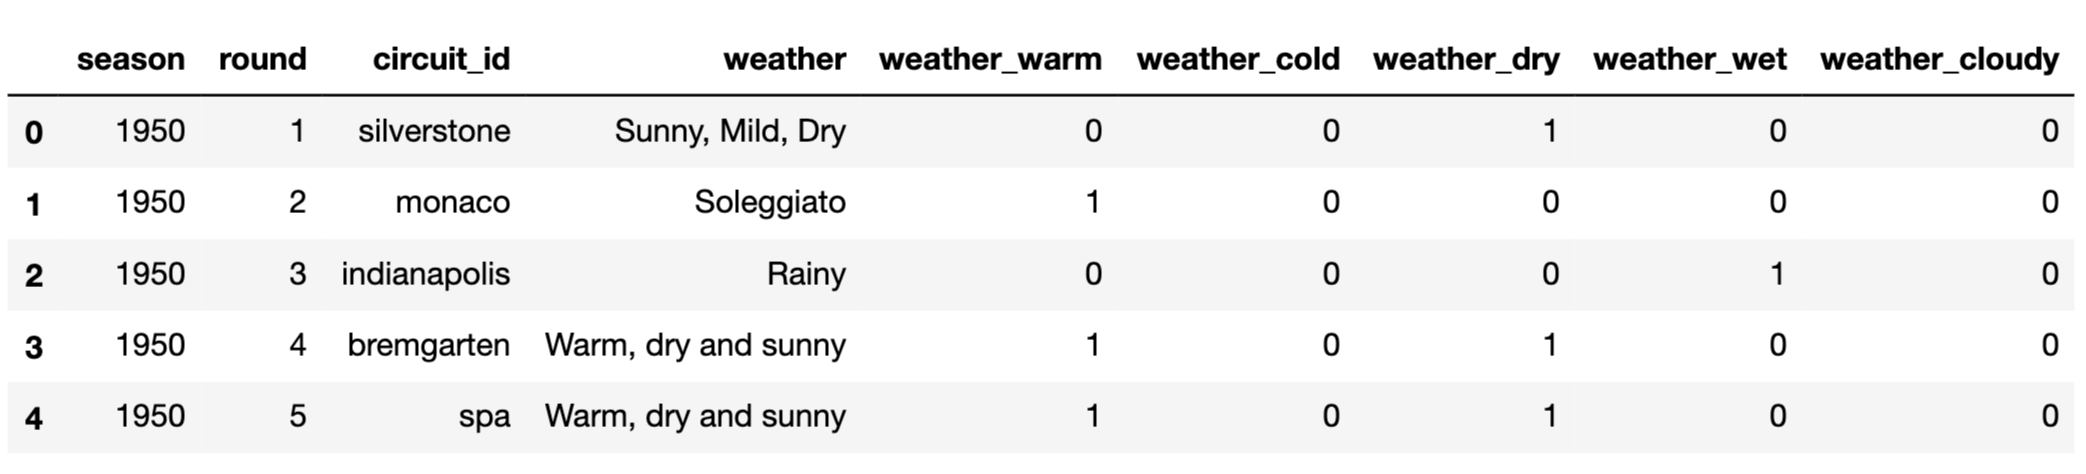 season round circuit_id weather weather_warm weather_cold weather_dry weather_wet weather_cloudy
0 1950 1 silverstone Sunny, Mild, Dry 0 0 1 0 0
1 1950 2 monaco Soleggiato 1 0 0 0 0
2 1950 3 indianapolis Rainy 0 0 0 1 0
3 1950 4 bremgarten Warm, dry and sunny 1 0 1 0 0
4 1950 5 spa Warm, dry and sunny 1 0 1 0 0